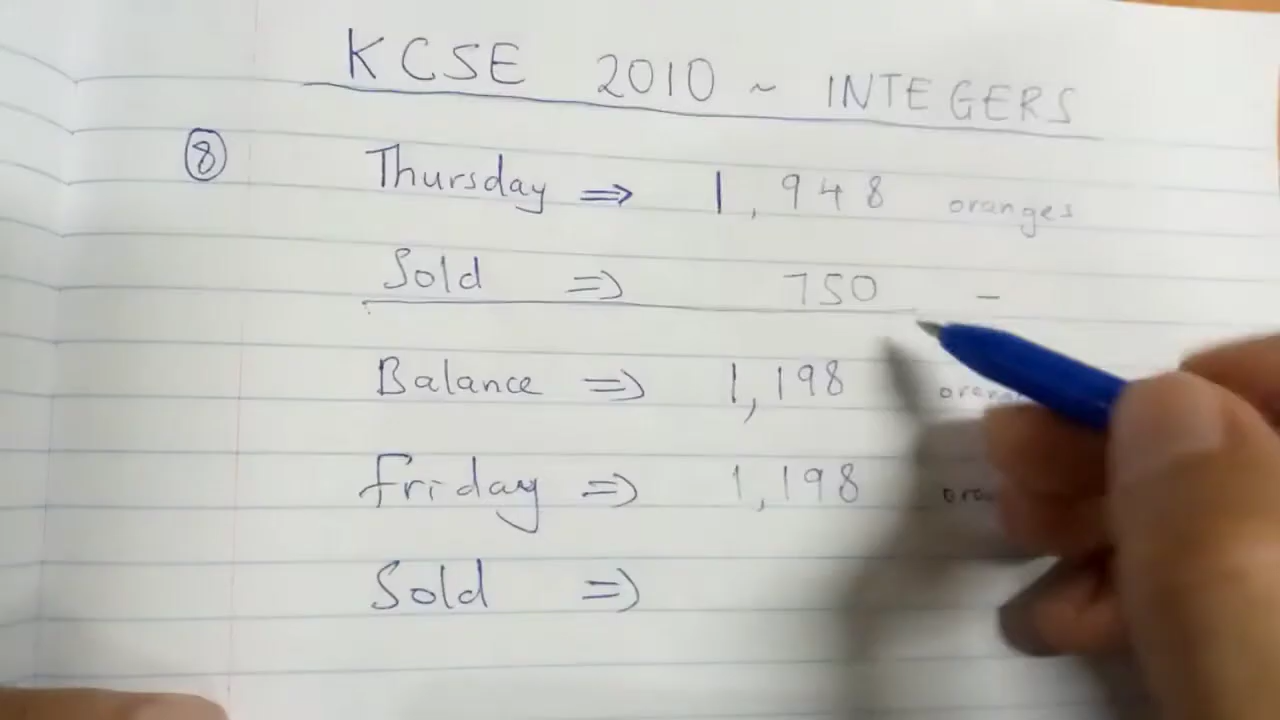 KCSE 2010 ~ INTEGERS
8 Thursday ⇒ 1,948 oranges
Sold ⇒ 750 -
Balance ⇒ 1,198
Friday ⇒ 1,198
Sold ⇒